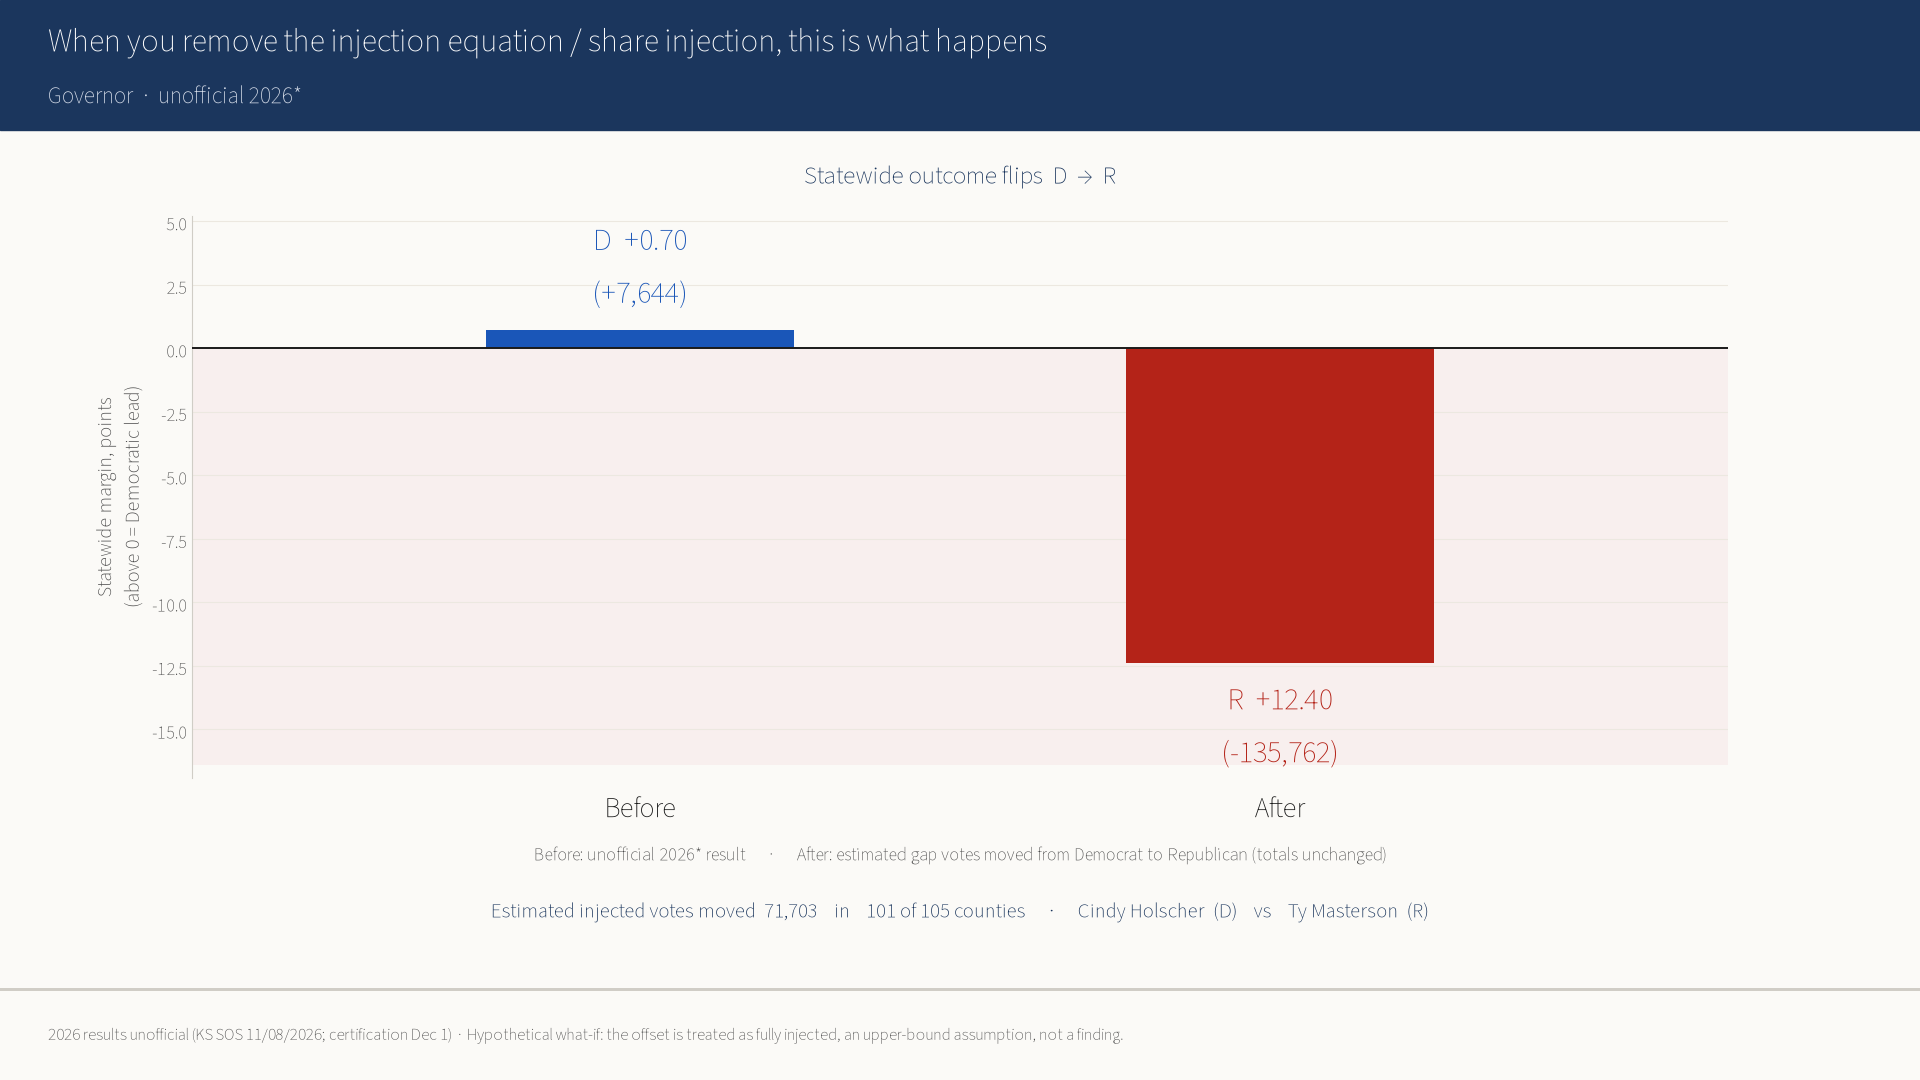 When you remove the injection equation / share injection, this is what happens
Governor · unofficial 2026*
Statewide outcome flips D → R
5.0
2.5
0.0
-2.5
-5.0
-7.5
-10.0
-12.5
-15.0
Statewide margin, points
(above 0 = Democratic lead)
D +0.70
(+7,644)
R +12.40
(-135,762)
Before
After
Before: unofficial 2026* result · After: estimated gap votes moved from Democrat to Republican (totals unchanged)
Estimated injected votes moved 71,703 in 101 of 105 counties · Cindy Holscher (D) vs Ty Masterson (R)
2026 results unofficial (KS SOS 11/08/2026; certification Dec 1) · Hypothetical what-if: the offset is treated as fully injected, an upper-bound assumption, not a finding.